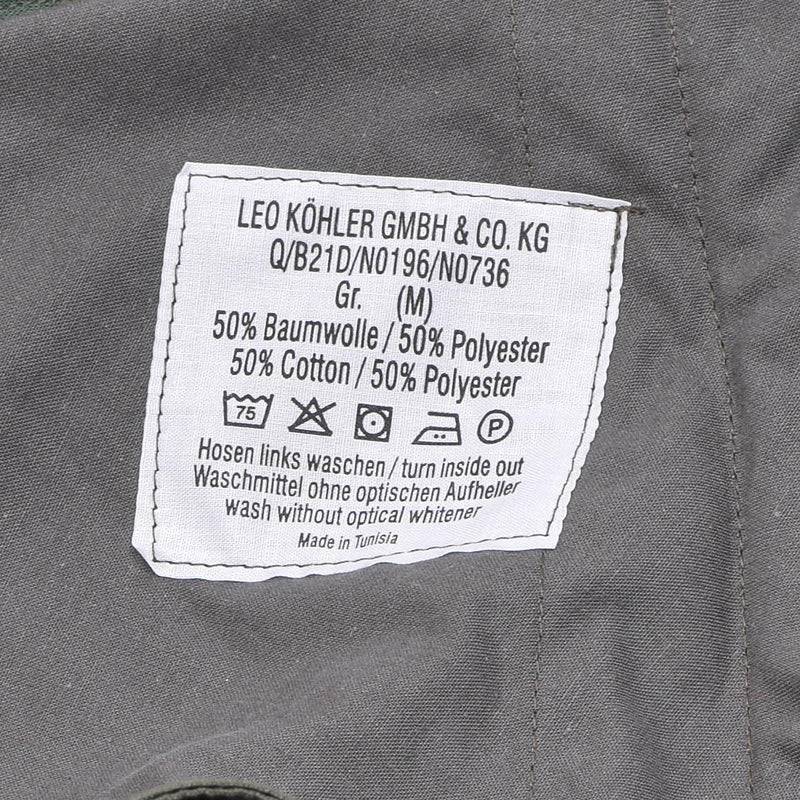 LEO KÖHLER GMBH & CO. KG
Q/B21D/N0196/N0736
Gr. (M)
50% Baumwolle / 50% Polyester
50% Cotton / 50% Polyester
75 P
Hosen links waschen / turn inside out
Waschmittel ohne optischen Aufheller
wash without optical whitener
Made in Tunisia